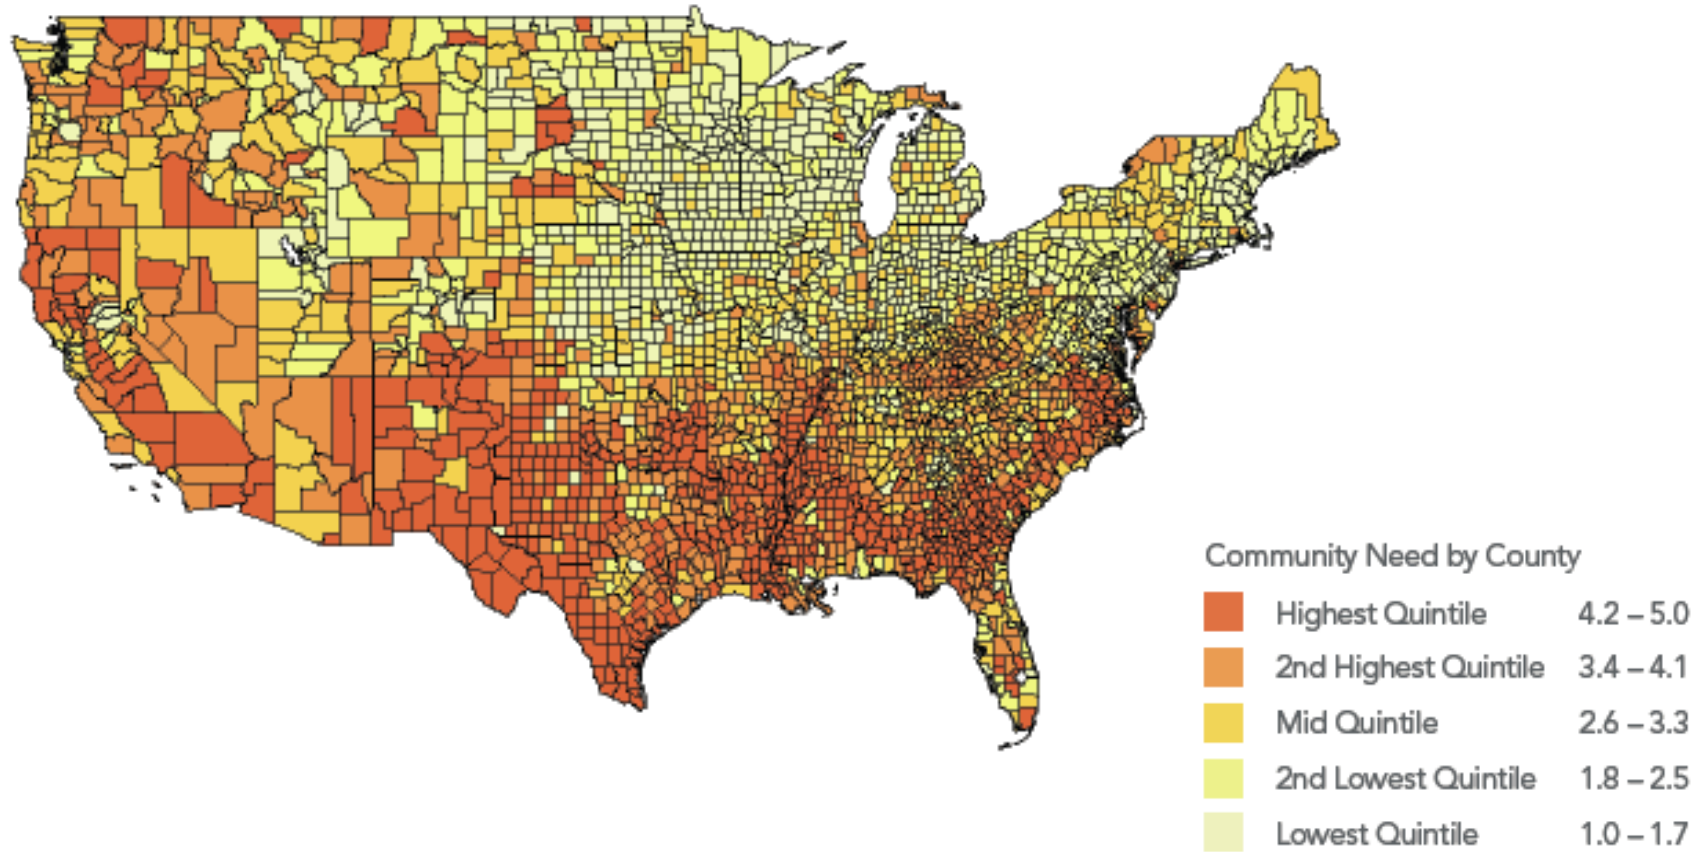 Community Need by County
Highest Quintile 4.2 – 5.0
2nd Highest Quintile 3.4 – 4.1
Mid Quintile 2.6 – 3.3
2nd Lowest Quintile 1.8 – 2.5
Lowest Quintile 1.0 – 1.7